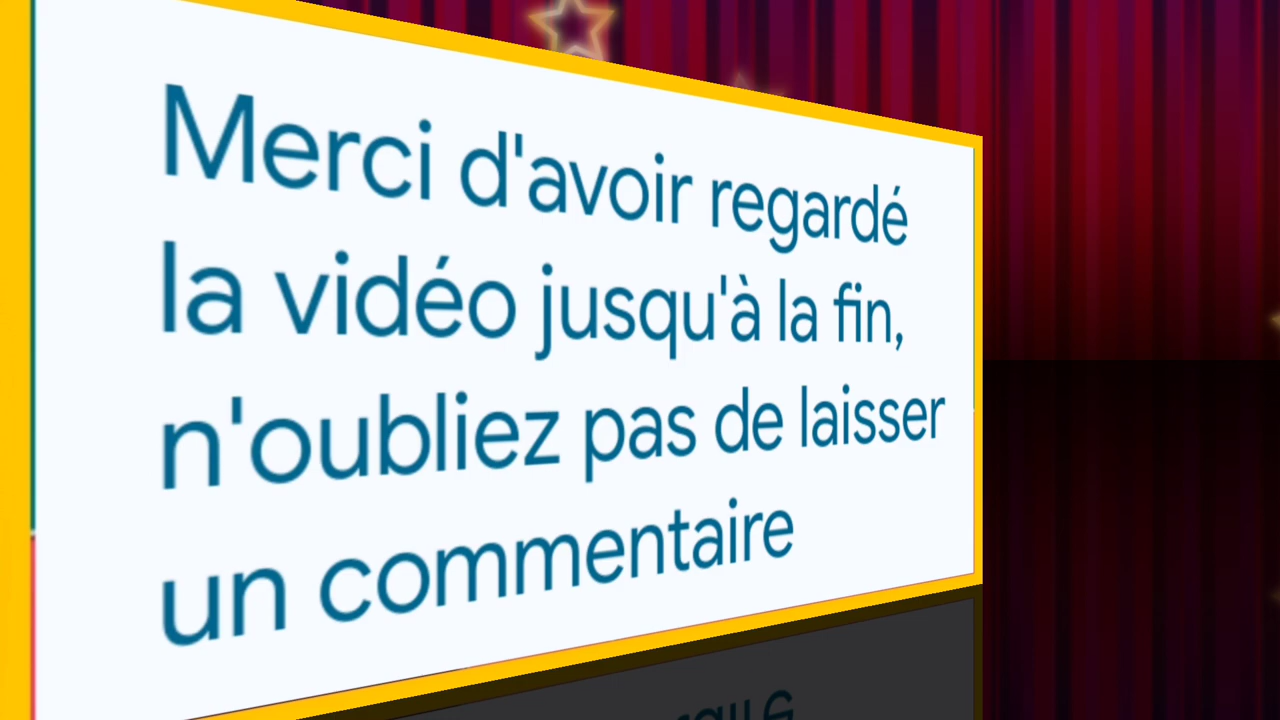 Merci d'avoir regardé
la vidéo jusqu'à la fin,
n'oubliez pas de laisser
un commentaire